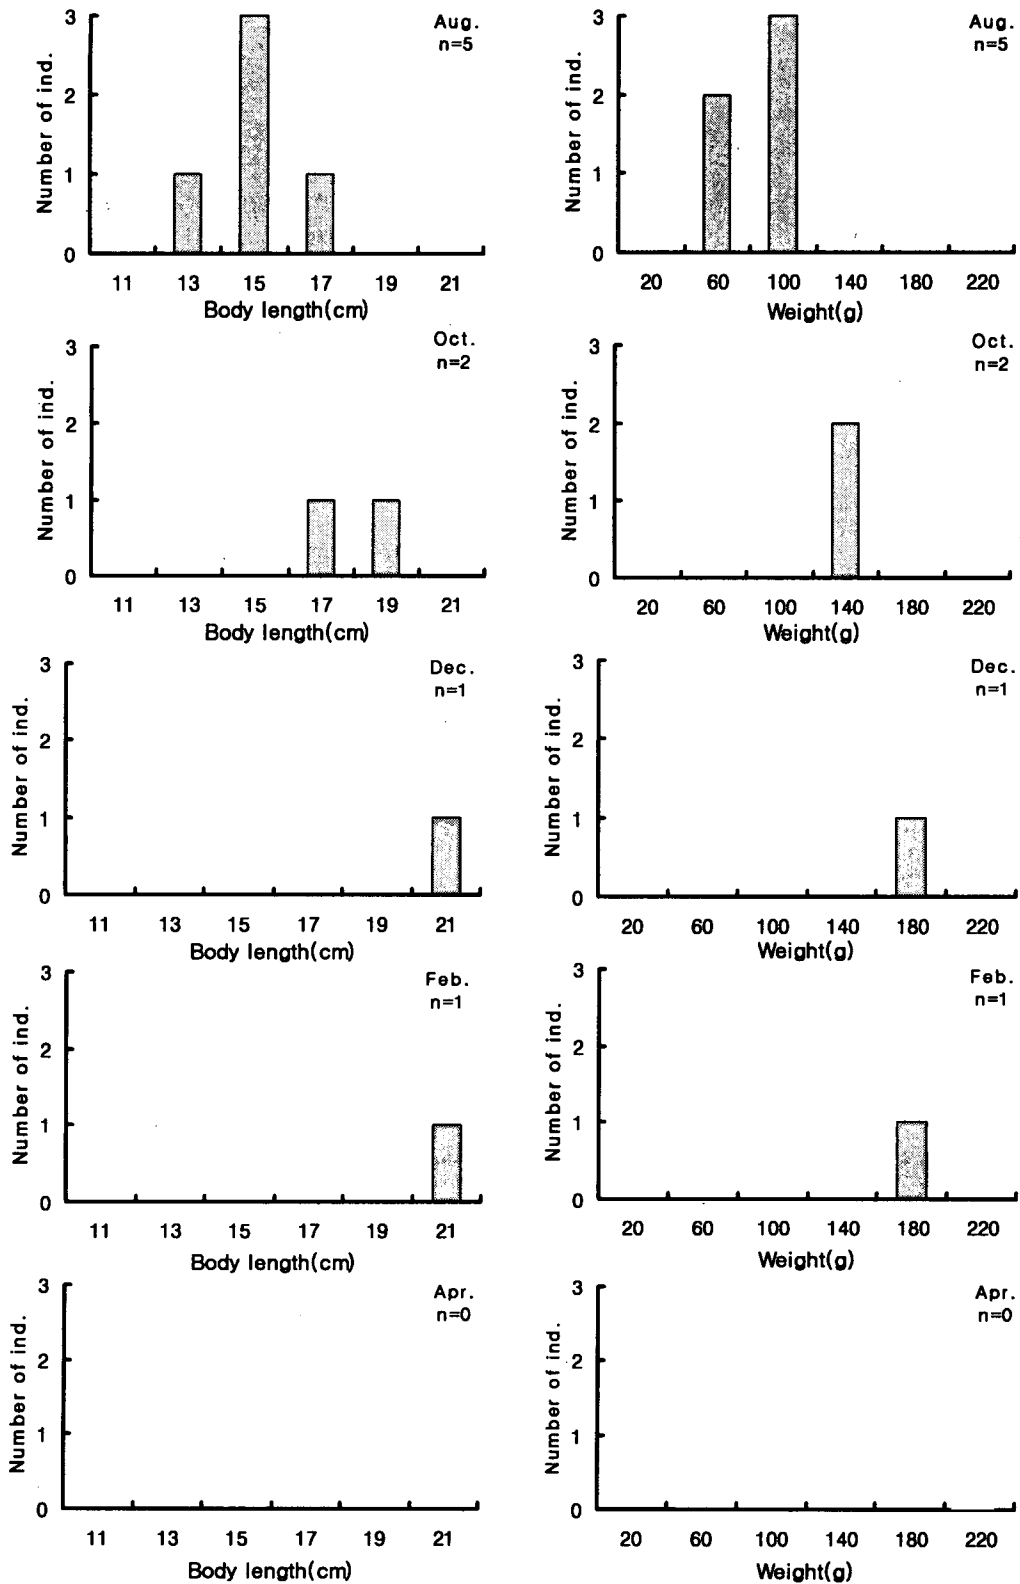 Aug.
n=5
Number of ind.
3
2
1
0
11 13 15 17 19 21
Body length(cm)
Aug.
n=5
Number of ind.
3
2
1
0
20 60 100 140 180 220
Weight(g)
Oct.
n=2
Number of ind.
3
2
1
0
11 13 15 17 19 21
Body length(cm)
Oct.
n=2
Number of ind.
3
2
1
0
20 60 100 140 180 220
Weight(g)
Dec.
n=1
Number of ind.
3
2
1
0
11 13 15 17 19 21
Body length(cm)
Dec.
n=1
Number of ind.
3
2
1
0
20 60 100 140 180 220
Weight(g)
Feb.
n=1
Number of ind.
3
2
1
0
11 13 15 17 19 21
Body length(cm)
Feb.
n=1
Number of ind.
3
2
1
0
20 60 100 140 180 220
Weight(g)
Apr.
n=0
Number of ind.
3
2
1
0
11 13 15 17 19 21
Body length(cm)
Apr.
n=0
Number of ind.
3
2
1
0
20 60 100 140 180 220
Weight(g)